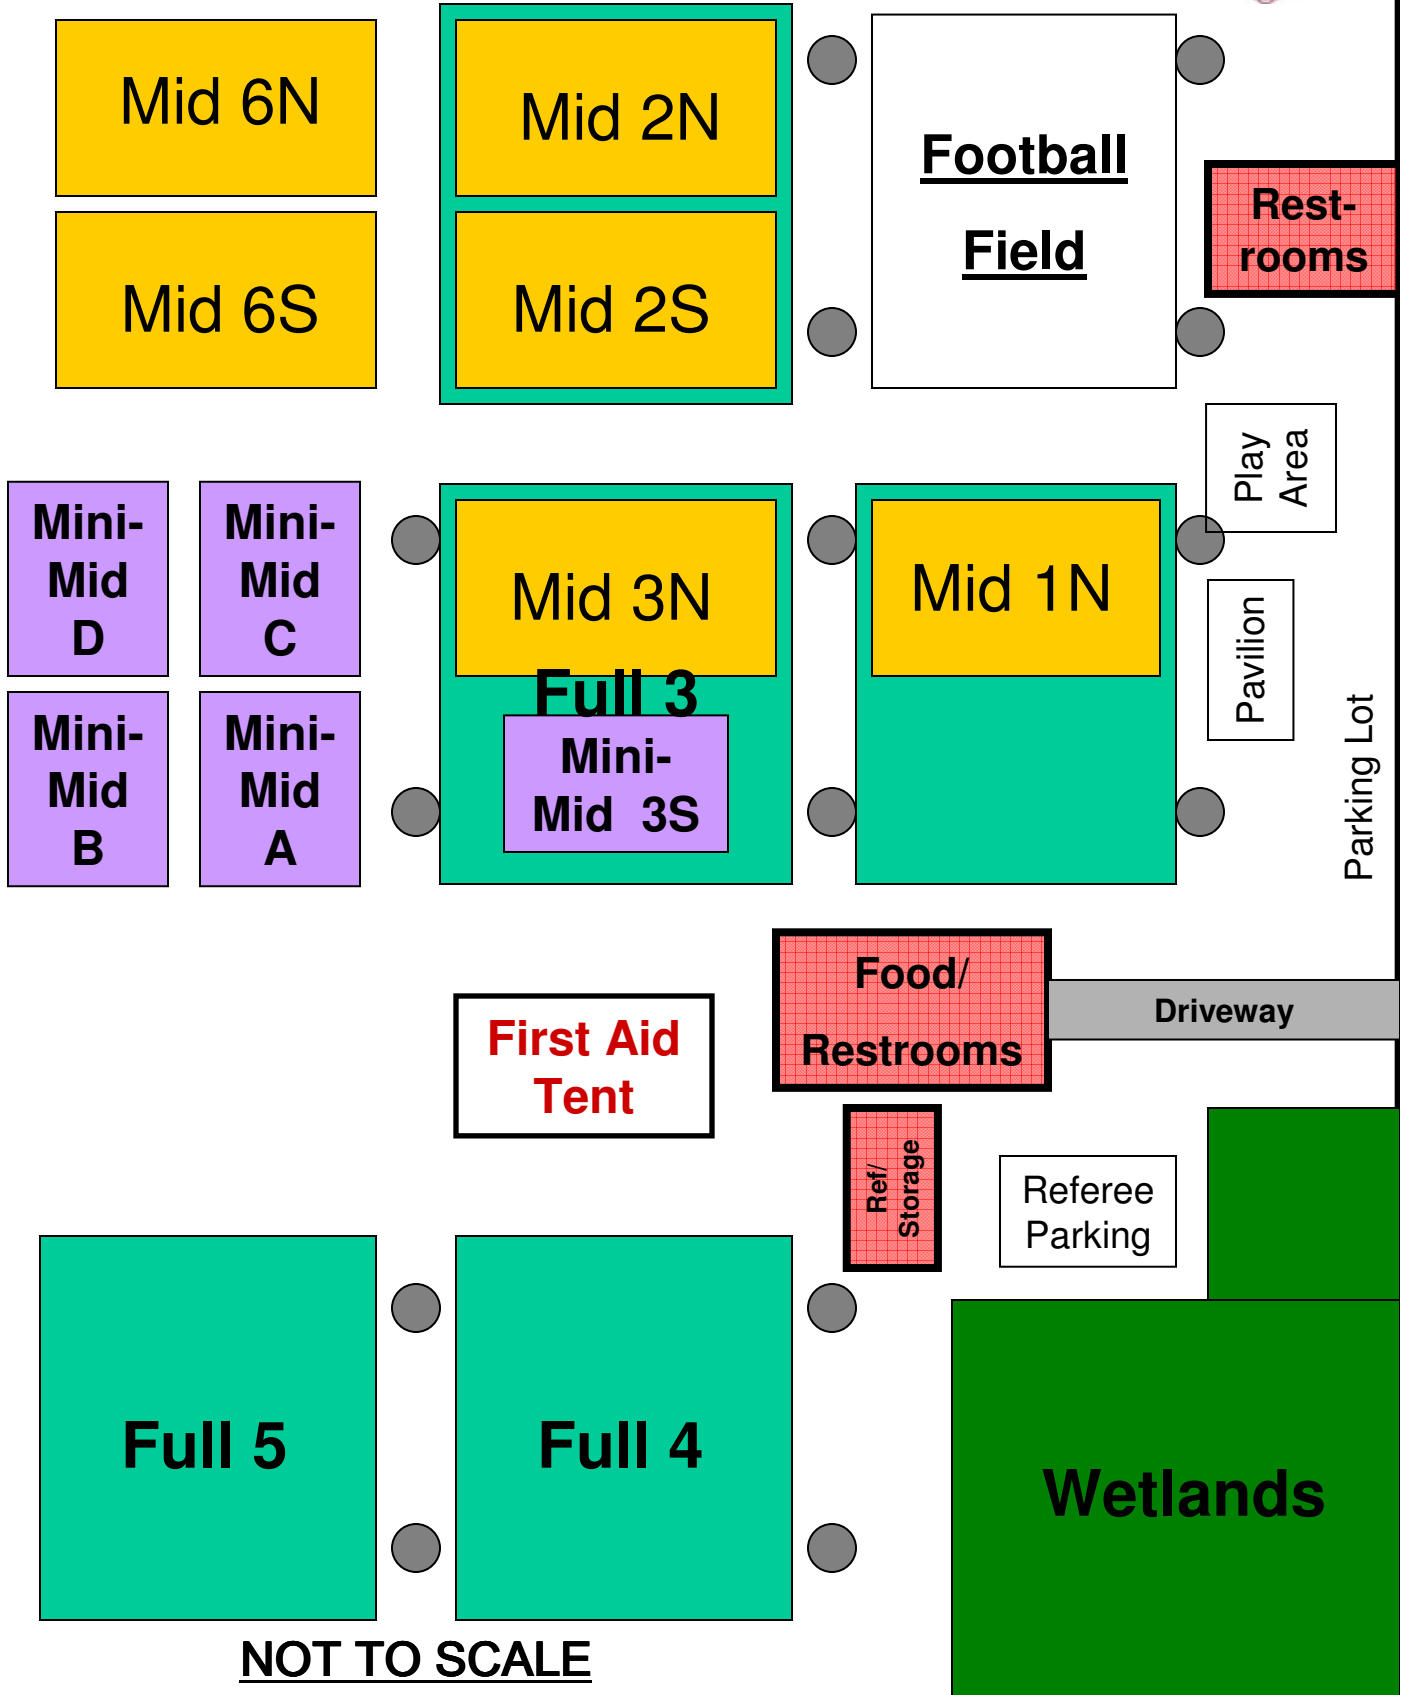 Mid 6N
Mid 2N
Football
Field
Rest-
rooms
Mid 6S
Mid 2S
Play
Area
Mini-
Mid
D
Mini-
Mid
C
Mid 3N
Full 3
Mid 1N
Pavilion
Mini-
Mid
B
Mini-
Mid
A
Mini-
Mid 3S
Parking Lot
Food/
Restrooms
Driveway
First Aid
Tent
Ref/
Storage
Referee
Parking
Full 5
Full 4
Wetlands
NOT TO SCALE